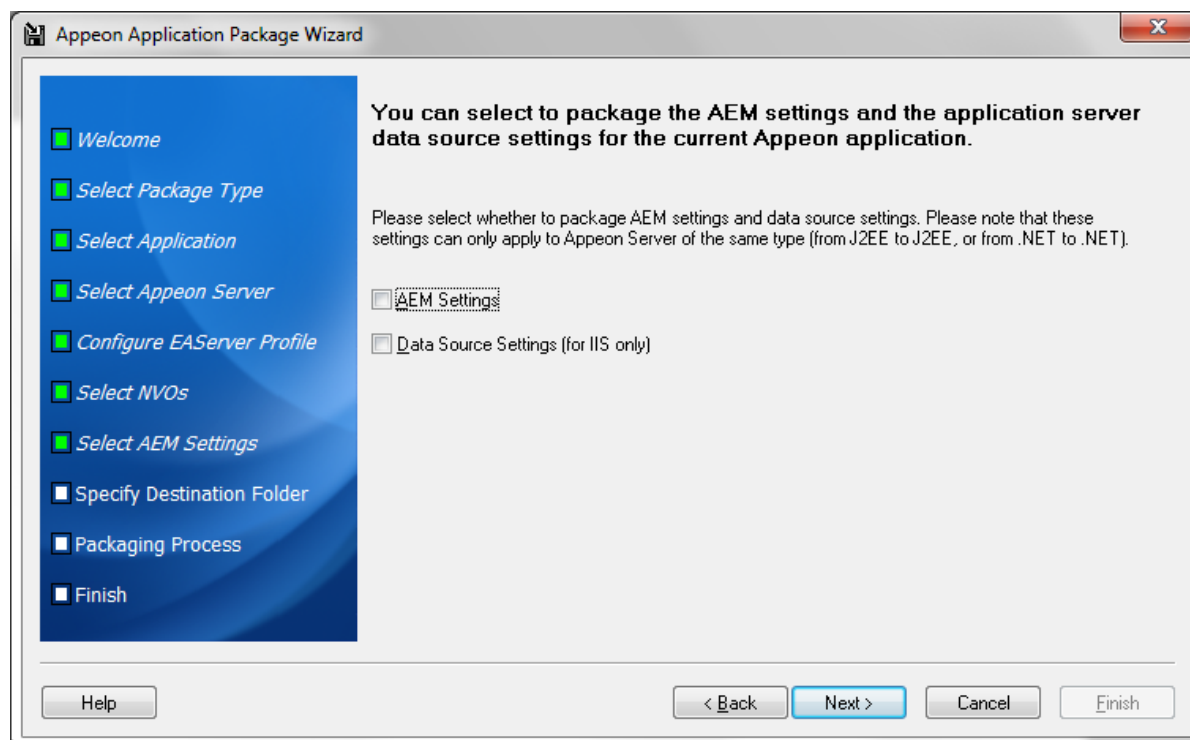 Appeon Application Package Wizard
X
Welcome
Select Package Type
Select Application
Select Appeon Server
Configure EAServer Profile
Select NVOs
Select AEM Settings
Specify Destination Folder
Packaging Process
Finish
You can select to package the AEM settings and the application server
data source settings for the current Appeon application.
Please select whether to package AEM settings and data source settings. Please note that these
settings can only apply to Appeon Server of the same type (from J2EE to J2EE, or from .NET to .NET).
AEM Settings
Data Source Settings (for IIS only)
Help
< Back
Next >
Cancel
Finish